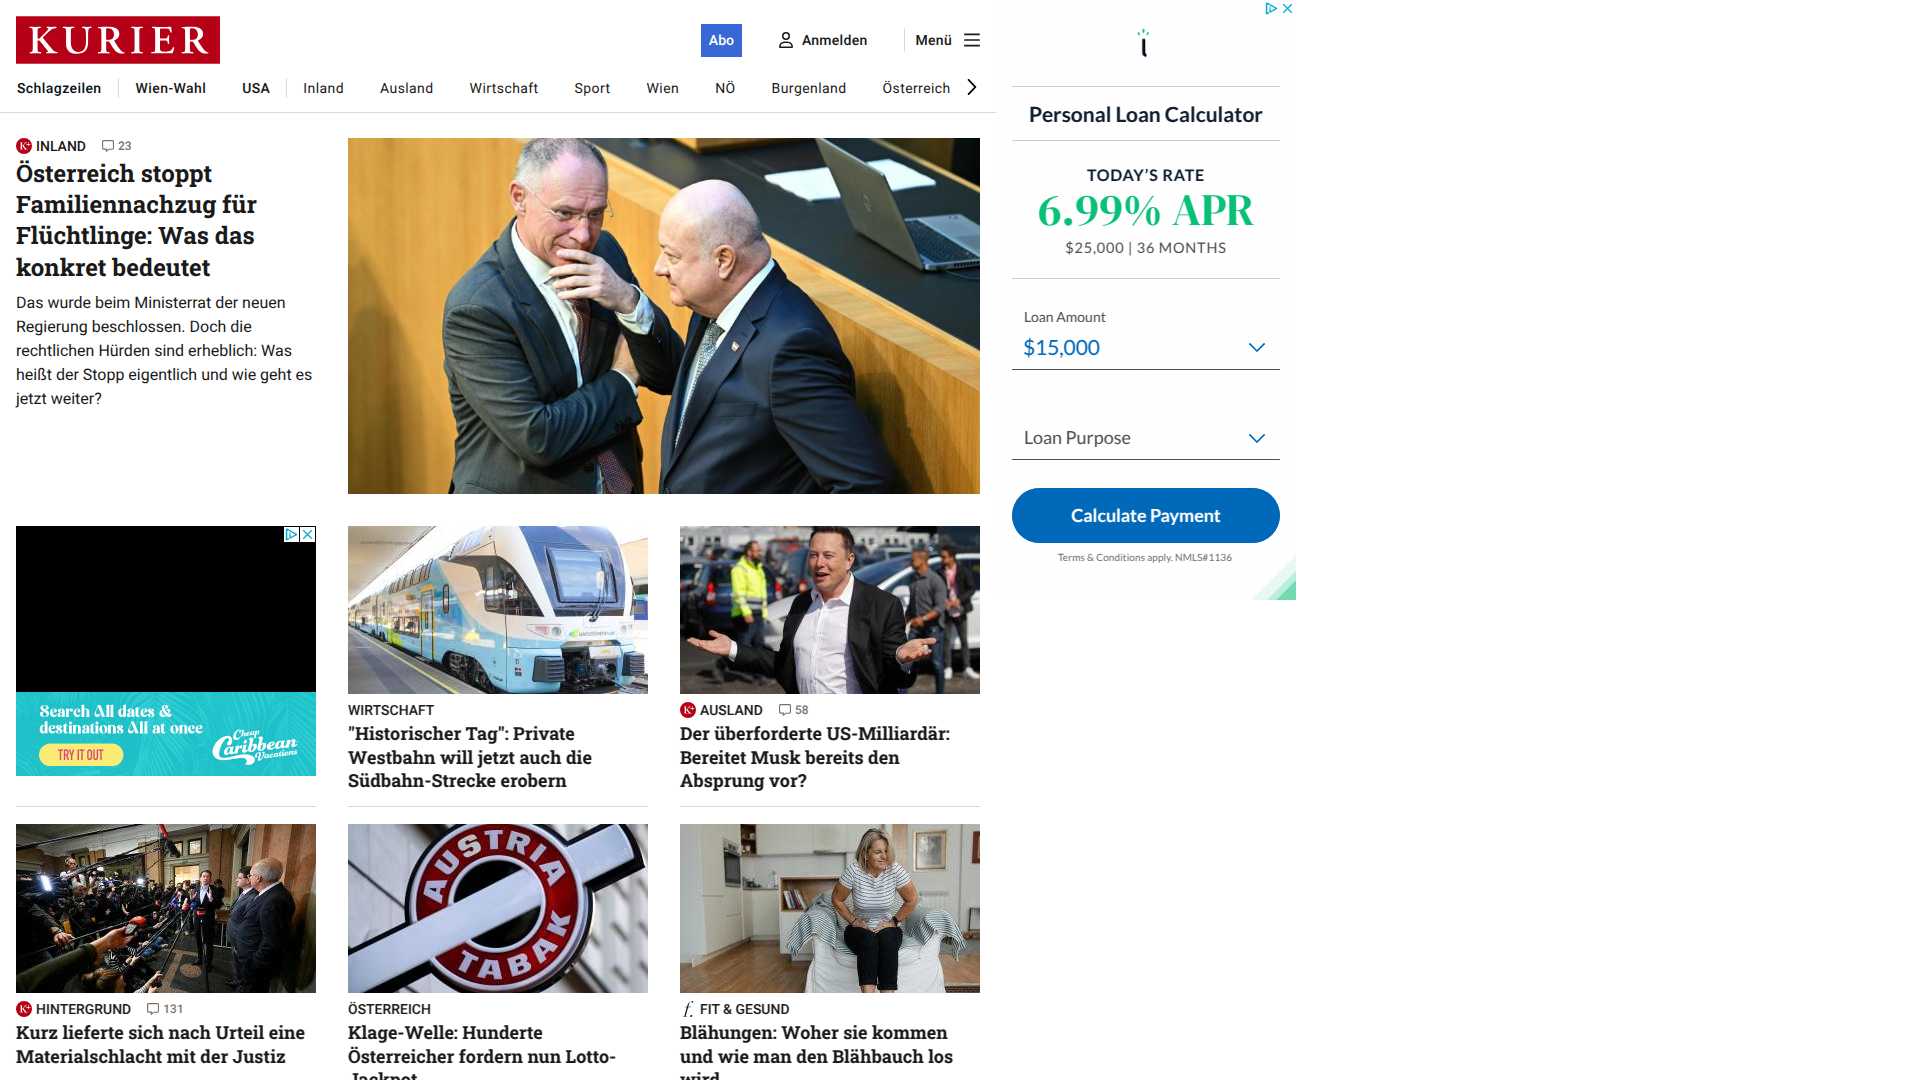 KURIER
Abo
Anmelden
Menü
Schlagzeilen
Wien-Wahl
USA
Inland
Ausland
Wirtschaft
Sport
Wien
NÖ
Burgenland
Österreich
INLAND 23
Österreich stoppt
Familiennachzug für
Flüchtlinge: Was das
konkret bedeutet
Das wurde beim Ministerrat der neuen
Regierung beschlossen. Doch die
rechtlichen Hürden sind erheblich: Was
heißt der Stopp eigentlich und wie geht es
jetzt weiter?
Personal Loan Calculator
TODAY'S RATE
6.99% APR
$25,000 | 36 MONTHS
Loan Amount
$15,000
Loan Purpose
Calculate Payment
Terms & Conditions apply. NMLS#1136
Search All dates &
destinations All at once
TRY IT OUT
Cheap
Caribbean
Vacations
WIRTSCHAFT
"Historischer Tag": Private
Westbahn will jetzt auch die
Südbahn-Strecke erobern
K+ AUSLAND 58
Der überforderte US-Milliardär:
Bereitet Musk bereits den
Absprung vor?
K+ HINTERGRUND 131
Kurz lieferte sich nach Urteil eine
Materialschlacht mit der Justiz
AUSTRIA
TABAK
ÖSTERREICH
Klage-Welle: Hunderte
Österreicher fordern nun Lotto-
Jackpot
f. FIT & GESUND
Blähungen: Woher sie kommen
und wie man den Blähbauch los
wird